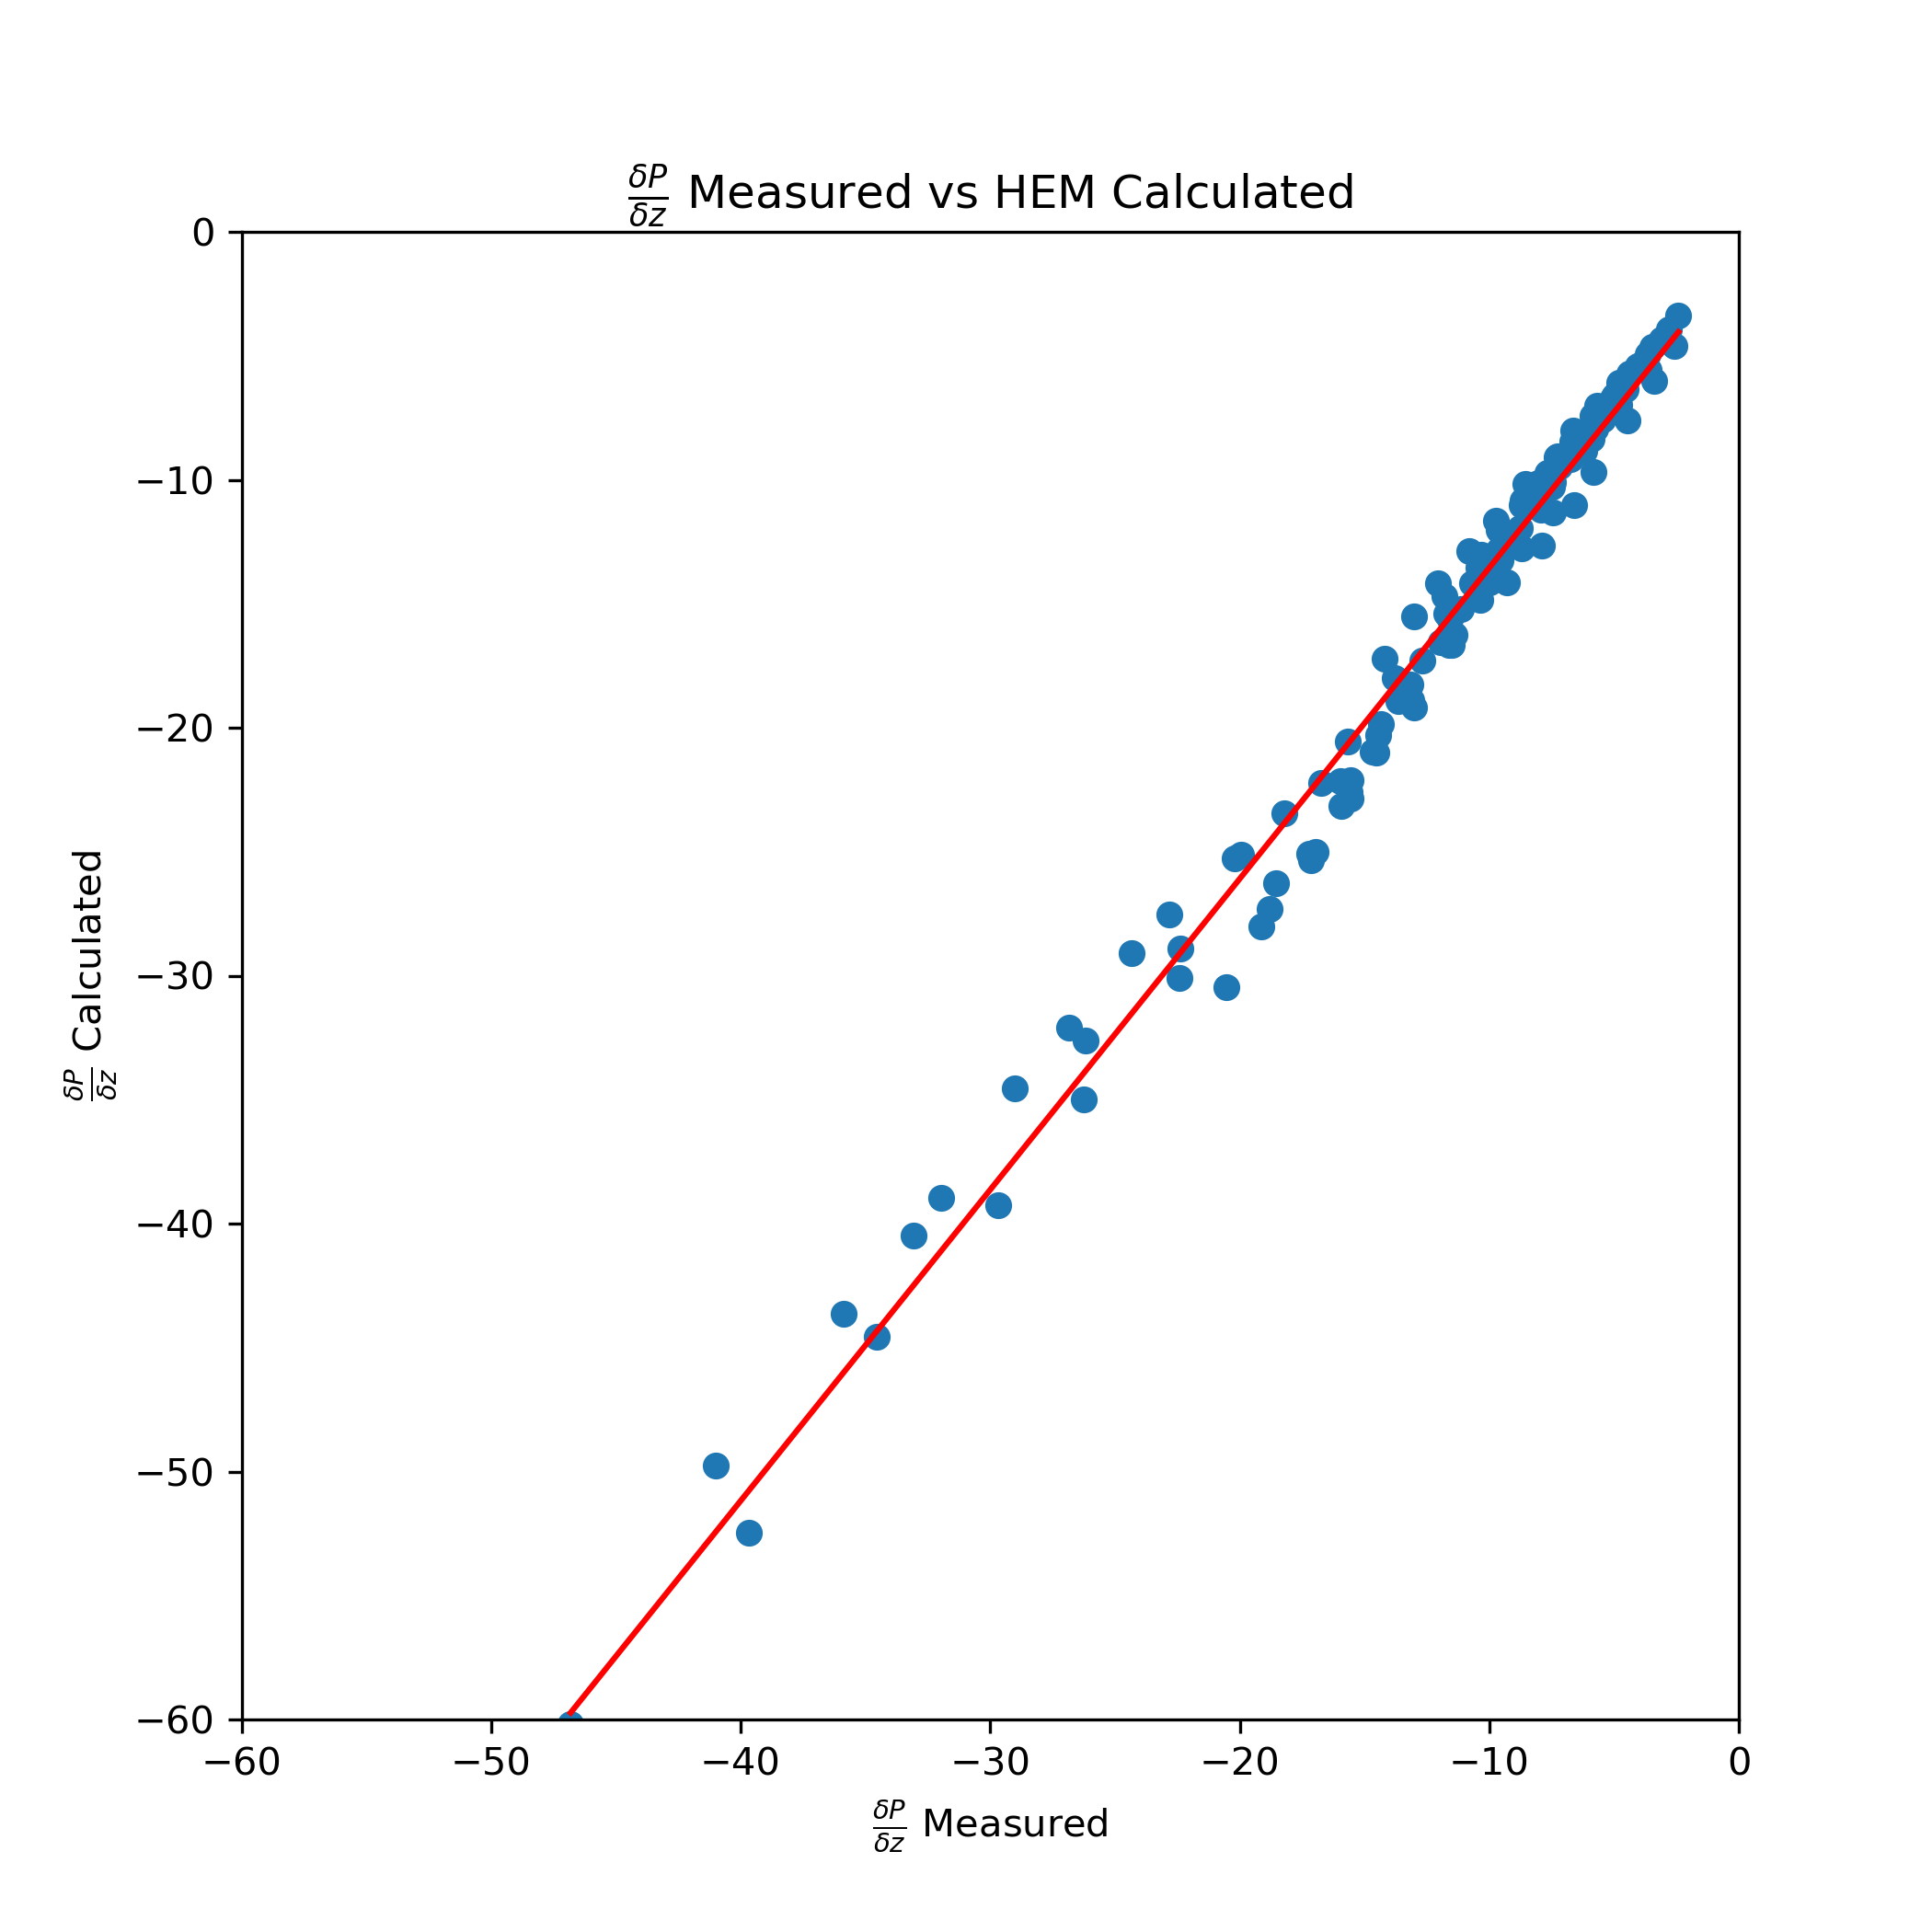 δP/δz Measured vs HEM Calculated
0
−10
−20
−30
−40
−50
−60
δP/δz Calculated
−60 −50 −40 −30 −20 −10 0
δP/δz Measured